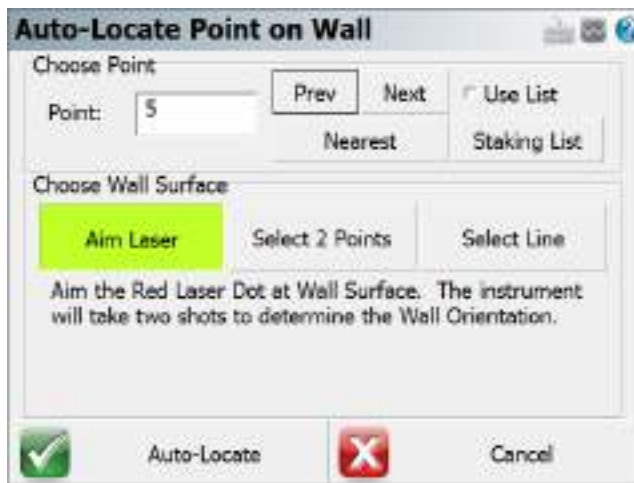 Auto-Locate Point on Wall
Choose Point
Point: 5
Prev Next Use List
Nearest Staking List
Choose Wall Surface
Aim Laser Select 2 Points Select Line
Aim the Red Laser Dot at Wall Surface. The instrument
will take two shots to determine the Wall Orientation.
Auto-Locate Cancel